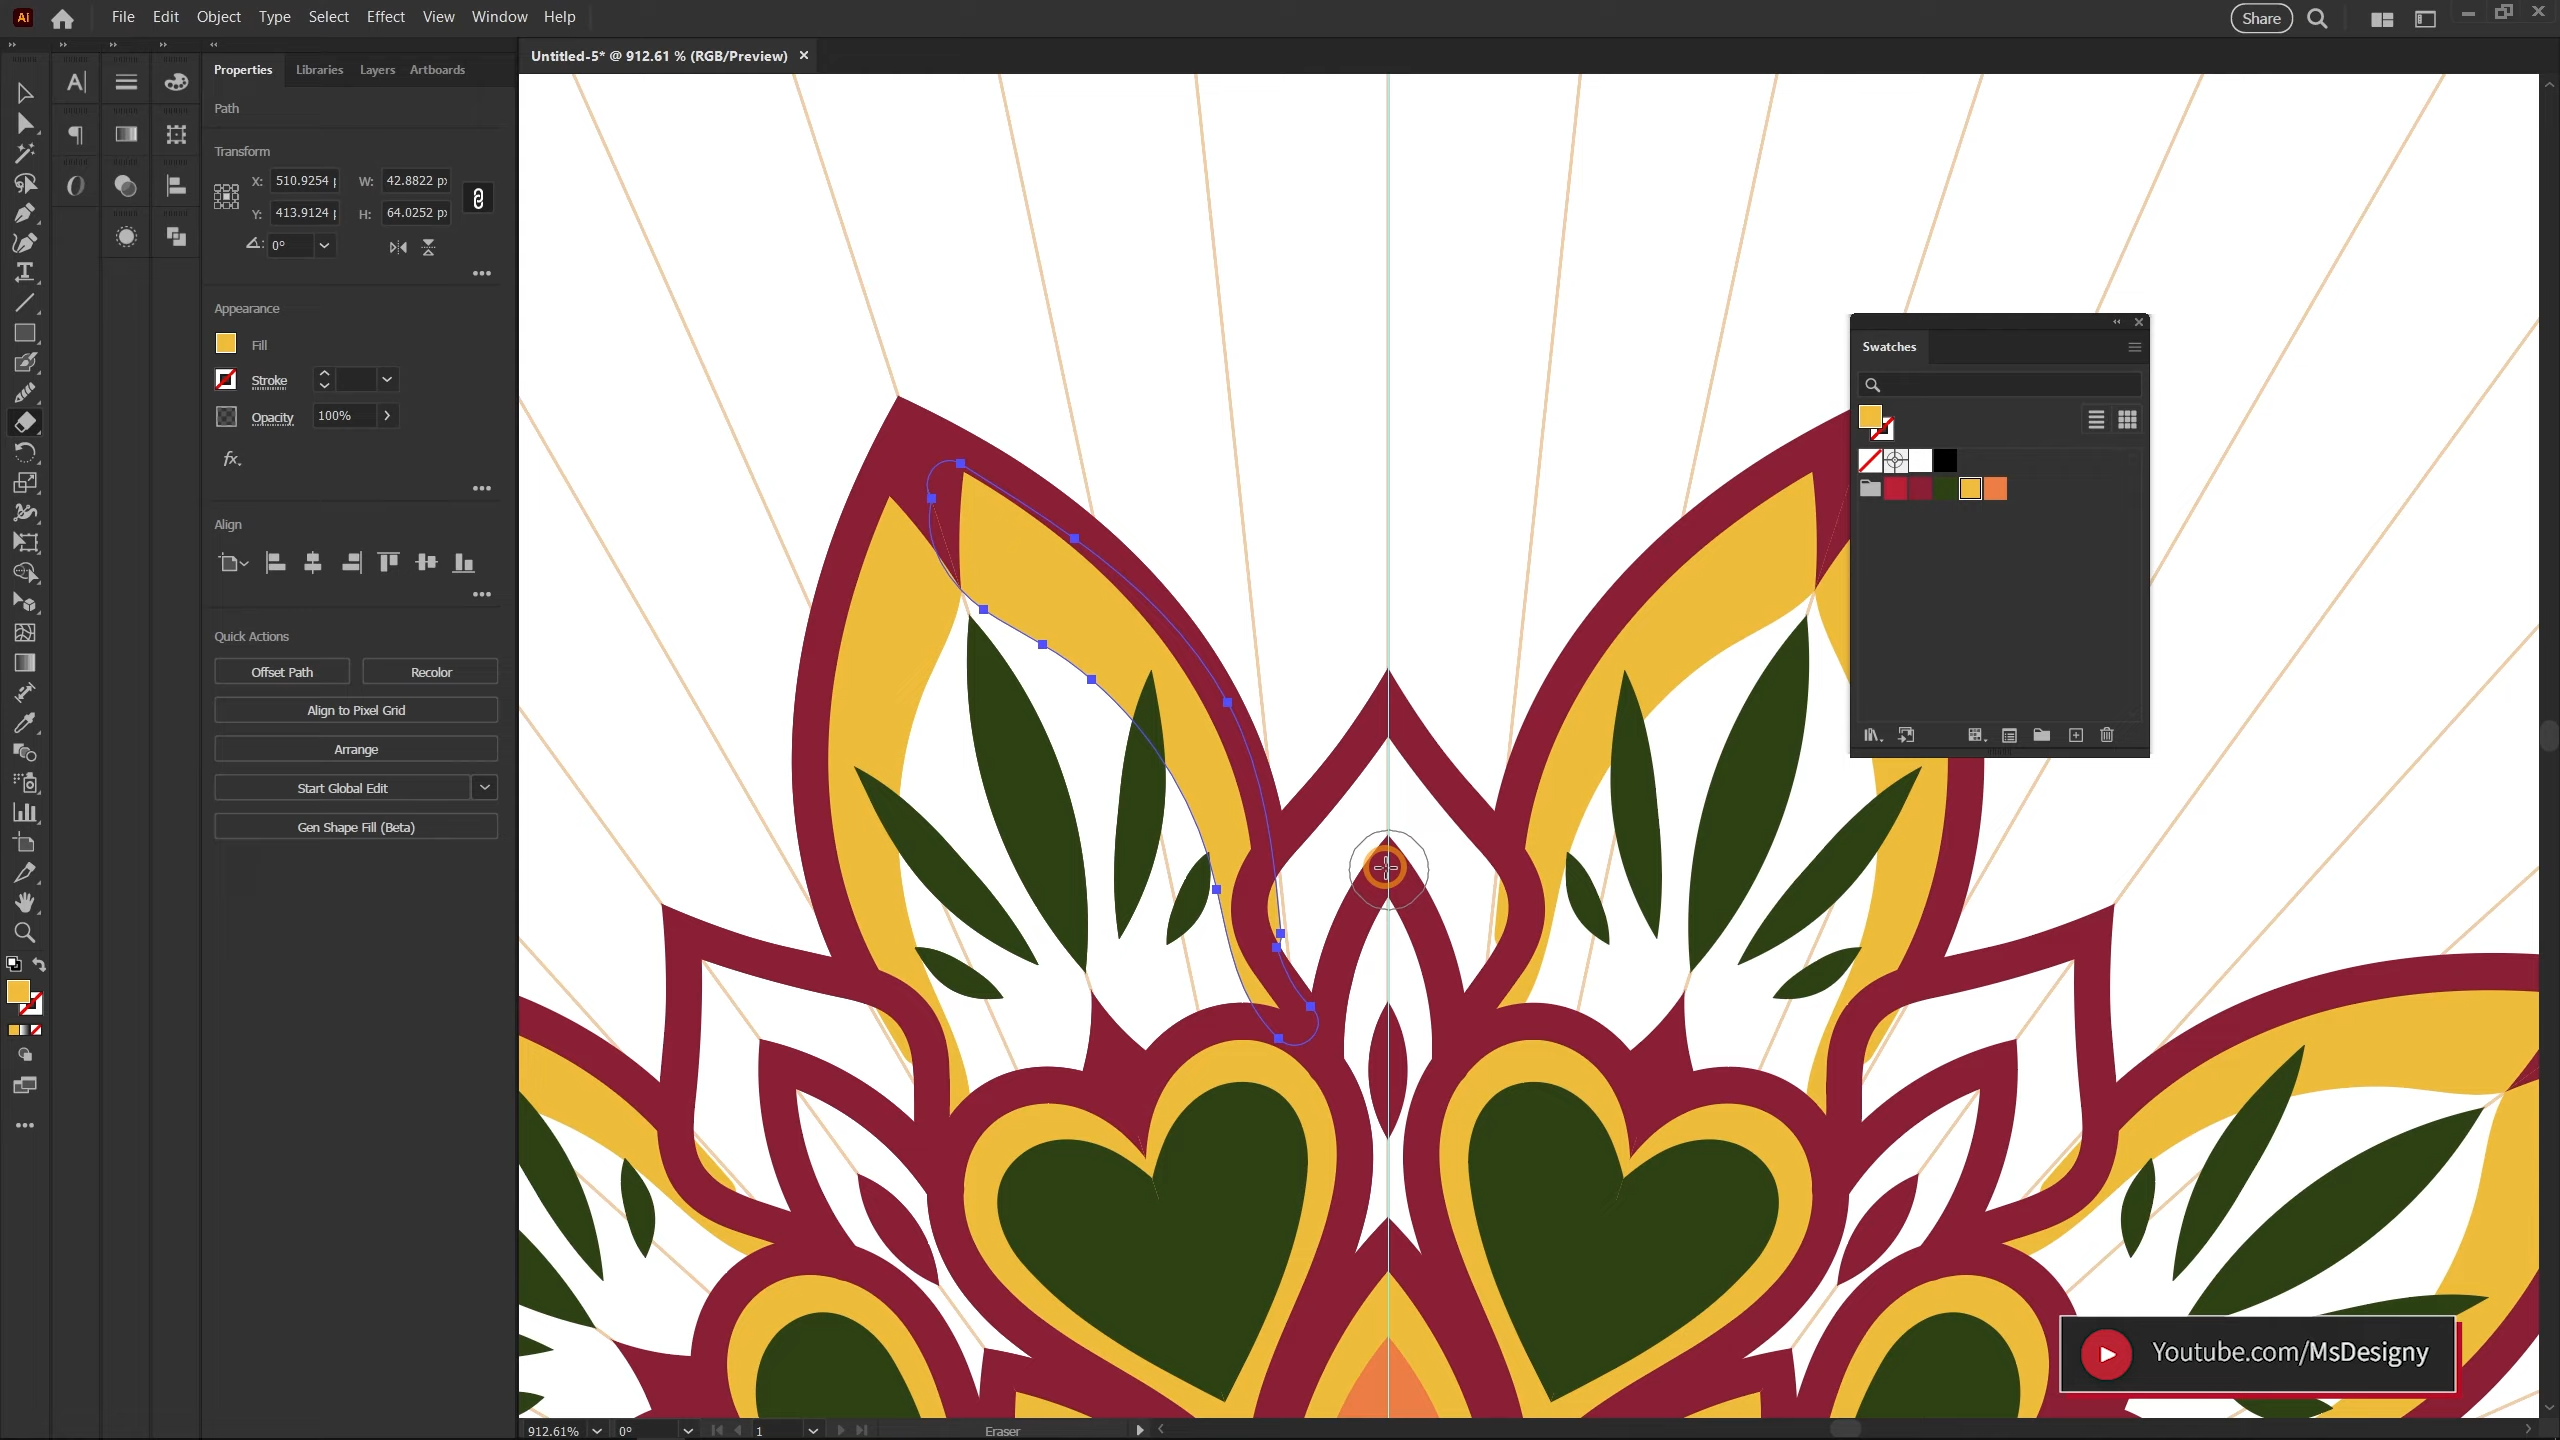 Ai File Edit Object Type Select Effect View Window Help Share
Untitled-5* @ 912.61 % (RGB/Preview) ×
Properties Libraries Layers Artboards
Path
Transform
X: 510.9254 p W: 42.8822 px
Y: 413.9124 p H: 64.0252 px
0°
Appearance
Fill
Stroke
Opacity 100%
fx.
Align
Quick Actions
Offset Path Recolor
Align to Pixel Grid
Arrange
Start Global Edit
Gen Shape Fill (Beta)
Swatches
Youtube.com/MsDesigny
912.61% 0° 1 Eraser